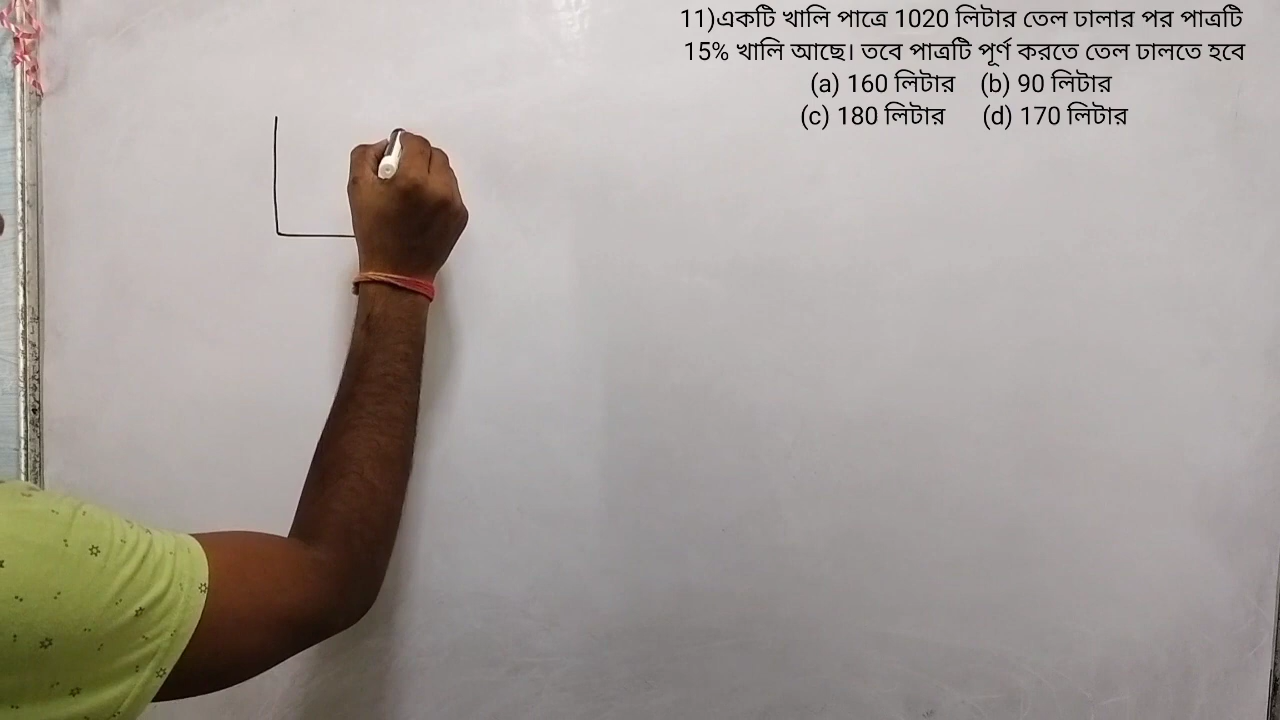 11)একটি খালি পাত্রে 1020 লিটার তেল ঢালার পর পাত্রটি
15% খালি আছে। তবে পাত্রটি পূর্ণ করতে তেল ঢালতে হবে
(a) 160 লিটার (b) 90 লিটার
(c) 180 লিটার (d) 170 লিটার